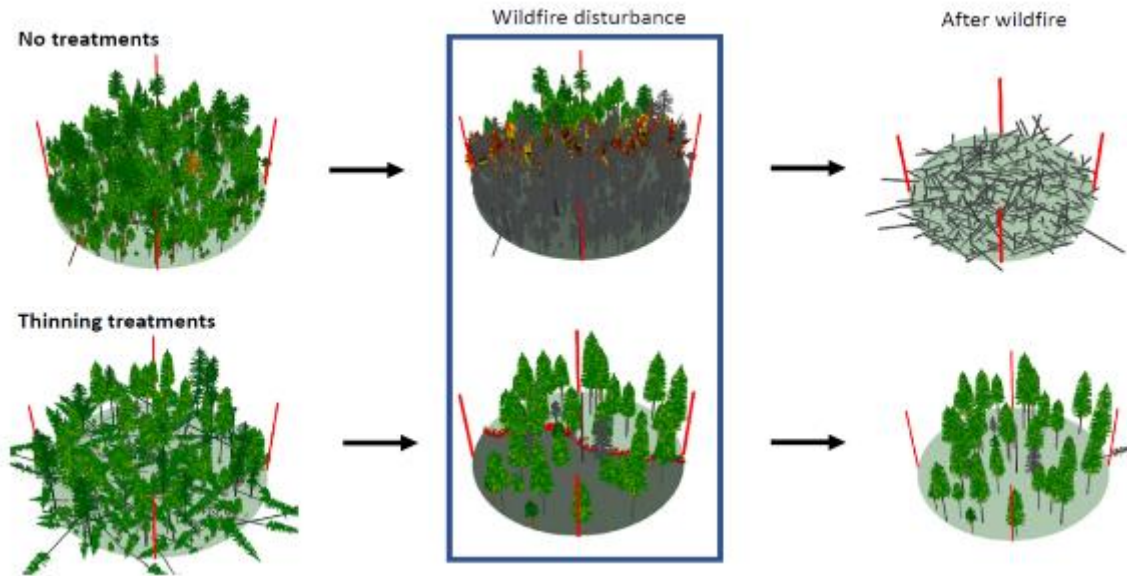 Wildfire disturbance
After wildfire
No treatments
Thinning treatments